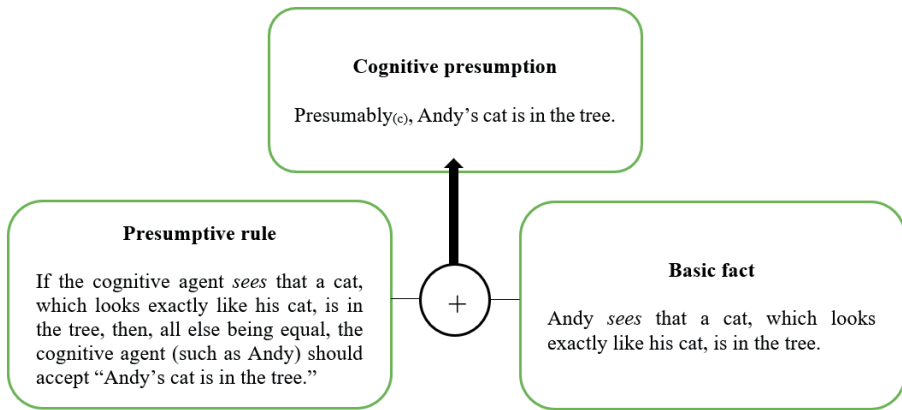 Cognitive presumption
Presumably(c), Andy’s cat is in the tree.
Presumptive rule
If the cognitive agent sees that a cat,
which looks exactly like his cat, is in
the tree, then, all else being equal, the
cognitive agent (such as Andy) should
accept “Andy’s cat is in the tree.”
+
Basic fact
Andy sees that a cat, which looks
exactly like his cat, is in the tree.